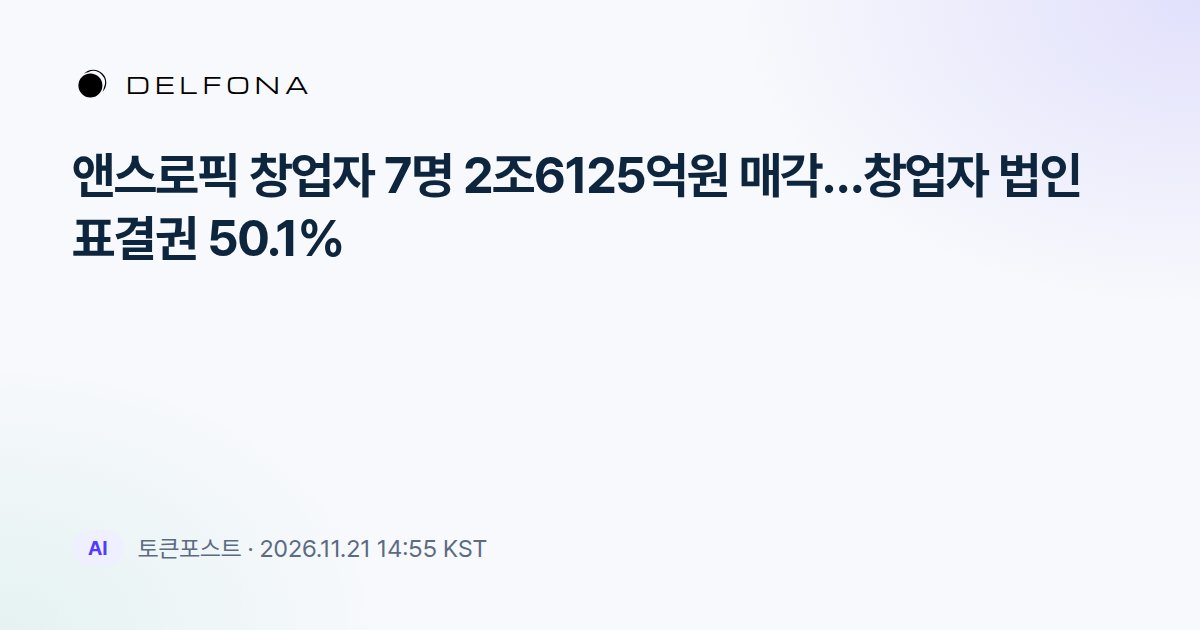 DELFONA
앤스로픽 창업자 7명 2조6125억원 매각…창업자 법인
표결권 50.1%
AI 토큰포스트 · 2026.11.21 14:55 KST